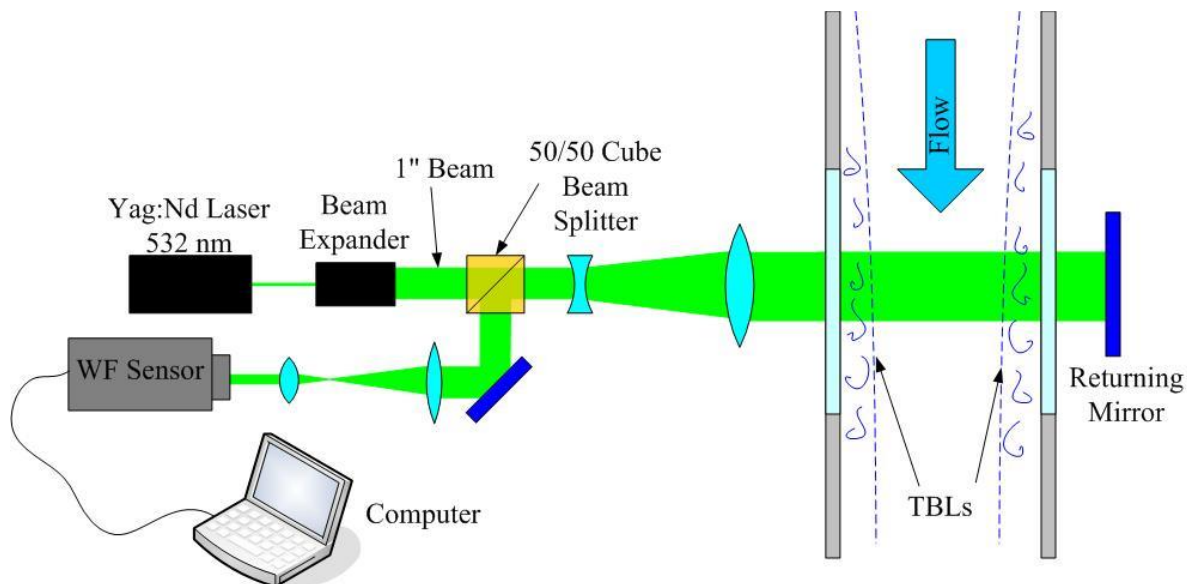 Yag:Nd Laser
532 nm
Beam
Expander
1" Beam
50/50 Cube
Beam
Splitter
Flow
WF Sensor
Computer
TBLs
Returning
Mirror